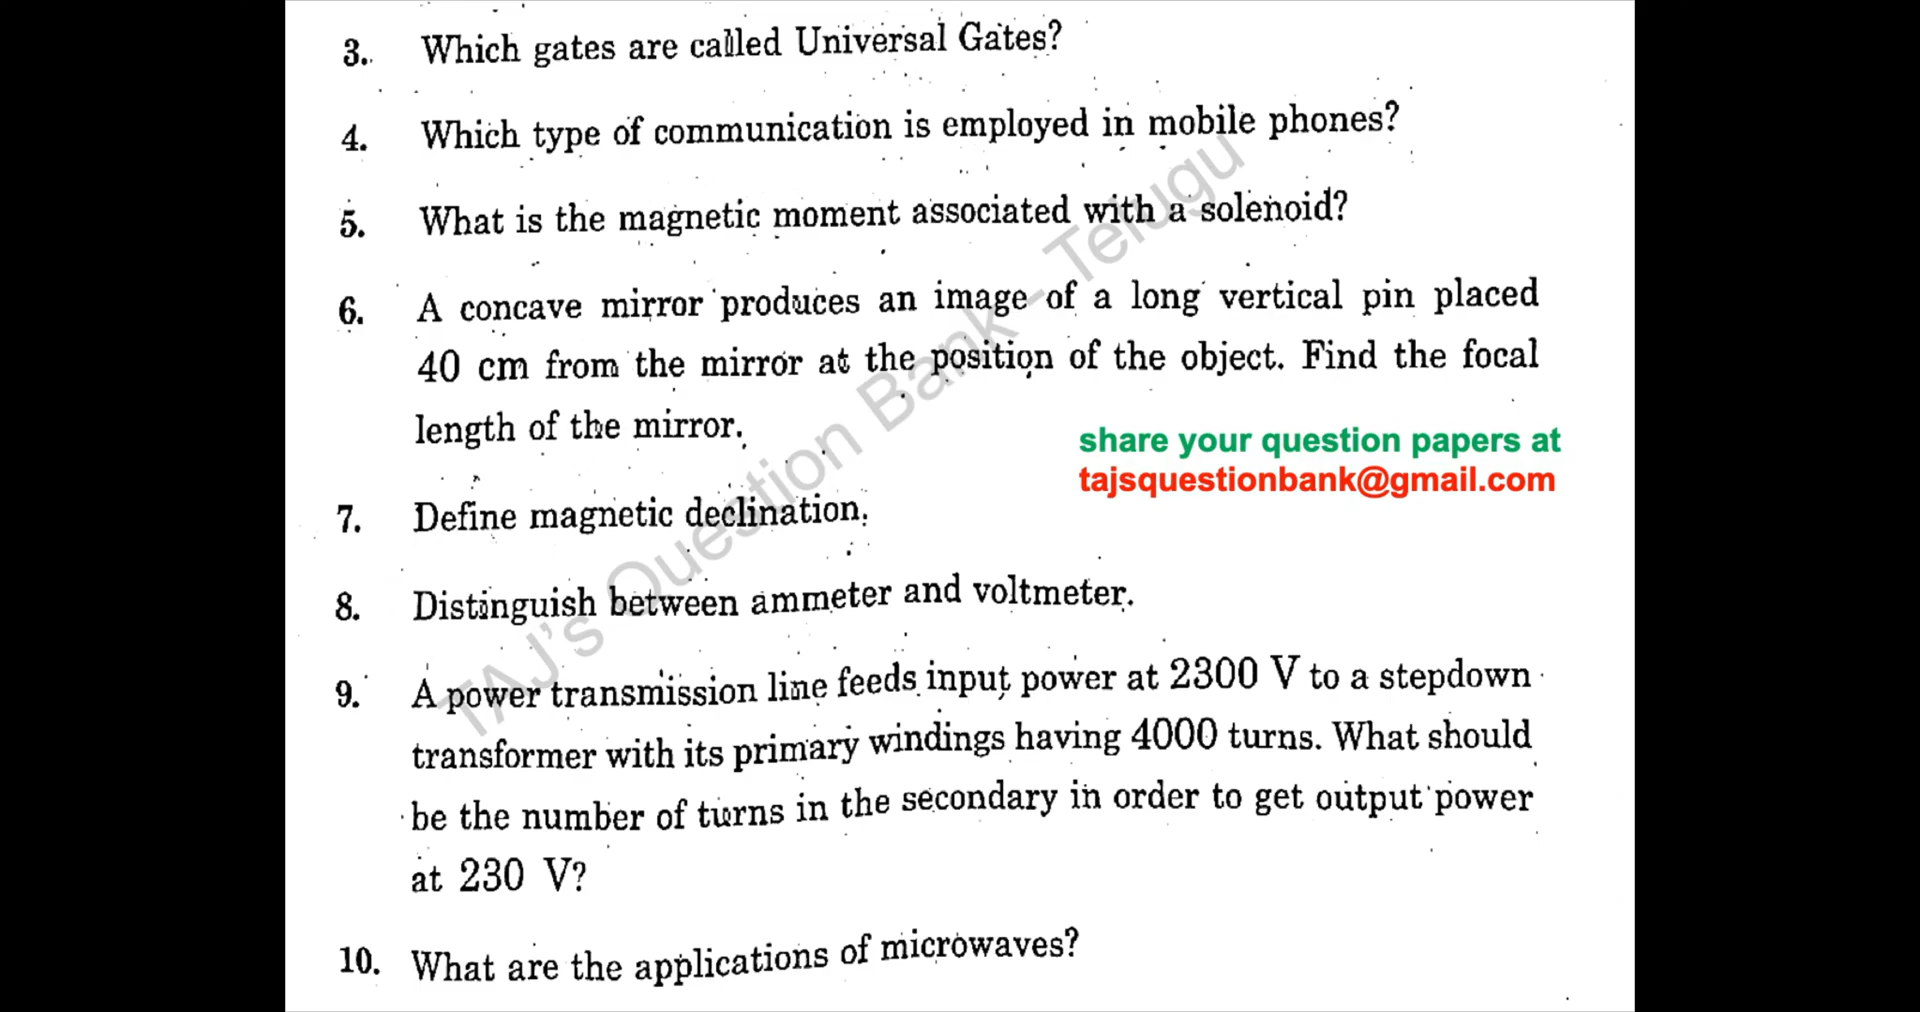 3. Which gates are called Universal Gates?
4. Which type of communication is employed in mobile phones?
5. What is the magnetic moment associated with a solenoid?
6. A concave mirror produces an image of a long vertical pin placed
40 cm from the mirror at the position of the object. Find the focal
length of the mirror.
share your question papers at
tajsquestionbank@gmail.com
7. Define magnetic declination.
8. Distinguish between ammeter and voltmeter.
9. A power transmission line feeds input power at 2300 V to a stepdown
transformer with its primary windings having 4000 turns. What should
be the number of turns in the secondary in order to get output power
at 230 V?
10. What are the applications of microwaves?
TAJ's Question Bank - Telugu